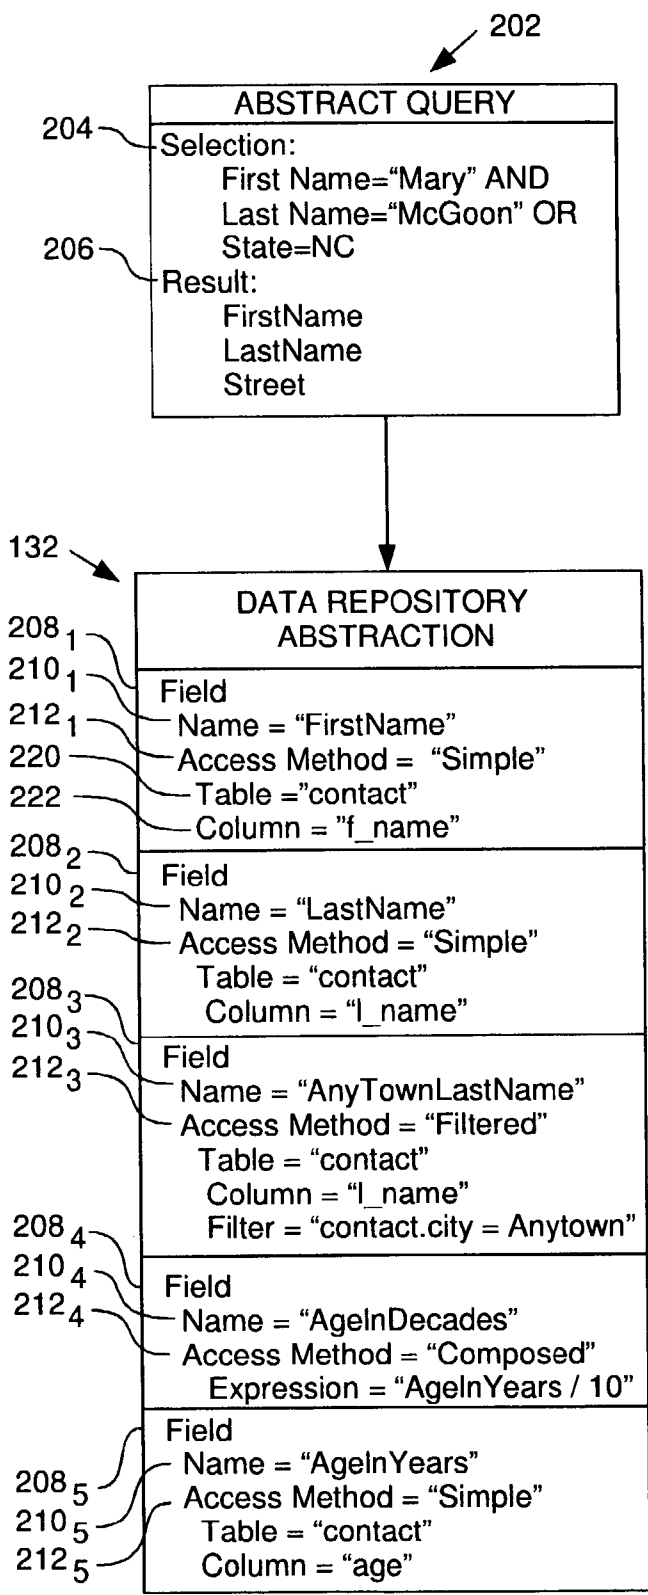 202
ABSTRACT QUERY
204
Selection:
First Name="Mary" AND
Last Name="McGoon" OR
State=NC
206
Result:
FirstName
LastName
Street
132
DATA REPOSITORY
ABSTRACTION
208 1
Field
210 1
Name = “FirstName”
212 1
Access Method = “Simple”
220
Table =”contact”
222
Column = ”f_name”
208 2
Field
210 2
Name = “LastName”
212 2
Access Method = “Simple”
Table = “contact”
Column = “l_name”
208 3
Field
210 3
Name = “AnyTownLastName”
212 3
Access Method = “Filtered”
Table = “contact”
Column = “l_name”
Filter = “contact.city = Anytown”
208 4
Field
210 4
Name = “AgeInDecades”
212 4
Access Method = “Composed”
Expression = “AgeInYears / 10”
Field
208 5
Name = “AgeInYears”
210 5
Access Method = “Simple”
212 5
Table = “contact”
Column = “age”